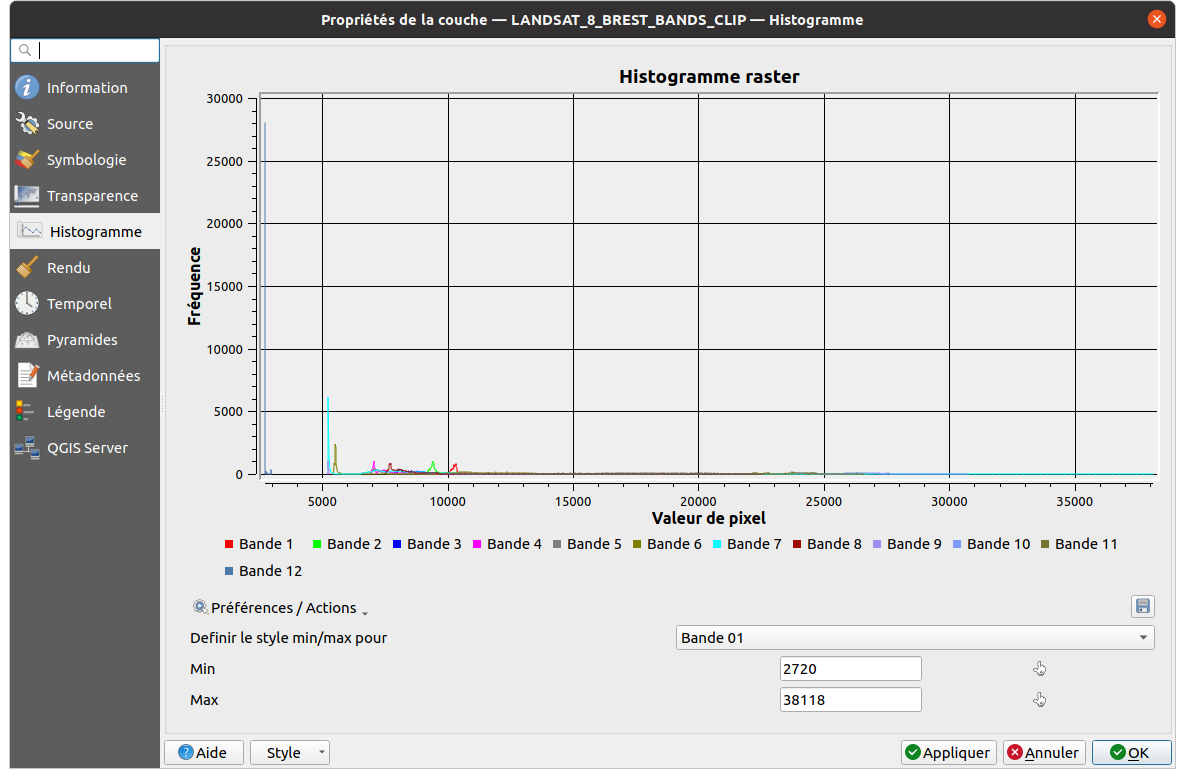 Propriétés de la couche — LANDSAT_8_BREST_BANDS_CLIP — Histogramme
Information
Source
Symbologie
Transparence
Histogramme
Rendu
Temporel
Pyramides
Métadonnées
Légende
QGIS Server
Histogramme raster
Fréquence
30000
25000
20000
15000
10000
5000
0
5000 10000 15000 20000 25000 30000 35000
Valeur de pixel
Bande 1 Bande 2 Bande 3 Bande 4 Bande 5 Bande 6 Bande 7 Bande 8 Bande 9 Bande 10 Bande 11
Bande 12
Préférences / Actions
Definir le style min/max pour Bande 01
Min 2720
Max 38118
Aide Style Appliquer Annuler OK